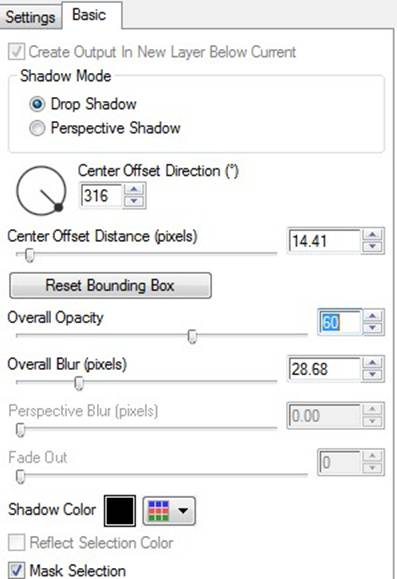 Settings Basic
Create Output In New Layer Below Current
Shadow Mode
Drop Shadow
Perspective Shadow
Center Offset Direction (°)
316
Center Offset Distance (pixels)
14.41
Reset Bounding Box
Overall Opacity
60
Overall Blur (pixels)
28.68
Perspective Blur (pixels)
0.00
Fade Out
0
Shadow Color
Reflect Selection Color
Mask Selection